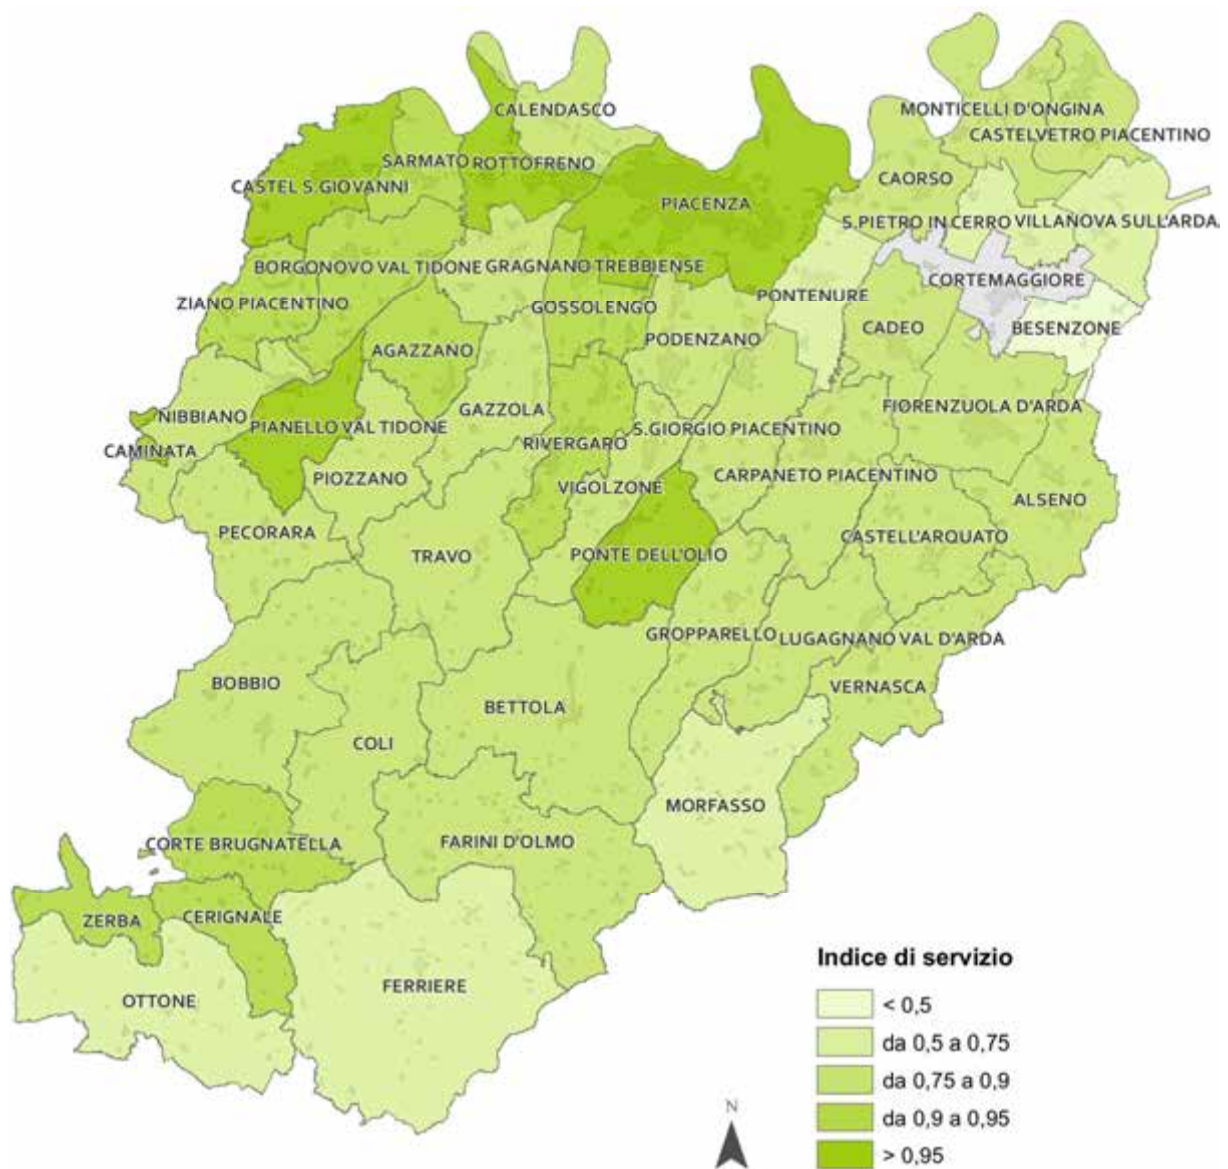 CALENDASCO
MONTICELLI D'ONGINA
CASTELVETRO PIACENTINO
SARMATO
ROTTOFRENO
CASTEL S.GIOVANNI
CAORSO
PIACENZA
S.PIETRO IN CERRO
VILLANOVA SULL'ARDA
BORGONOVO VAL TIDONE
GRAGNANO TREBBIENSE
CORTEMAGGIORE
ZIANO PIACENTINO
GOSSOLENGO
PONTENURE
CADEO
BESENZONE
AGAZZANO
PODENZANO
NIBBIANO
GAZZOLA
FIORENZUOLA D'ARDA
PIANELLO VAL TIDONE
S.GIORGIO PIACENTINO
CAMINATA
RIVERGARO
PIOZZANO
VIGOLZONE
CARPANETO PIACENTINO
ALSENO
PECORARA
TRAVO
PONTE DELL'OLIO
CASTELL'ARQUATO
GROPPARELLO
LUGAGNANO VAL D'ARDA
BOBBIO
VERNASCA
BETTOLA
COLI
MORFASSO
CORTE BRUGNATELLA
FARINI D'OLMO
ZERBA
CERIGNALE
OTTONE
FERRIERE
Indice di servizio
< 0,5
da 0,5 a 0,75
da 0,75 a 0,9
da 0,9 a 0,95
> 0,95
N